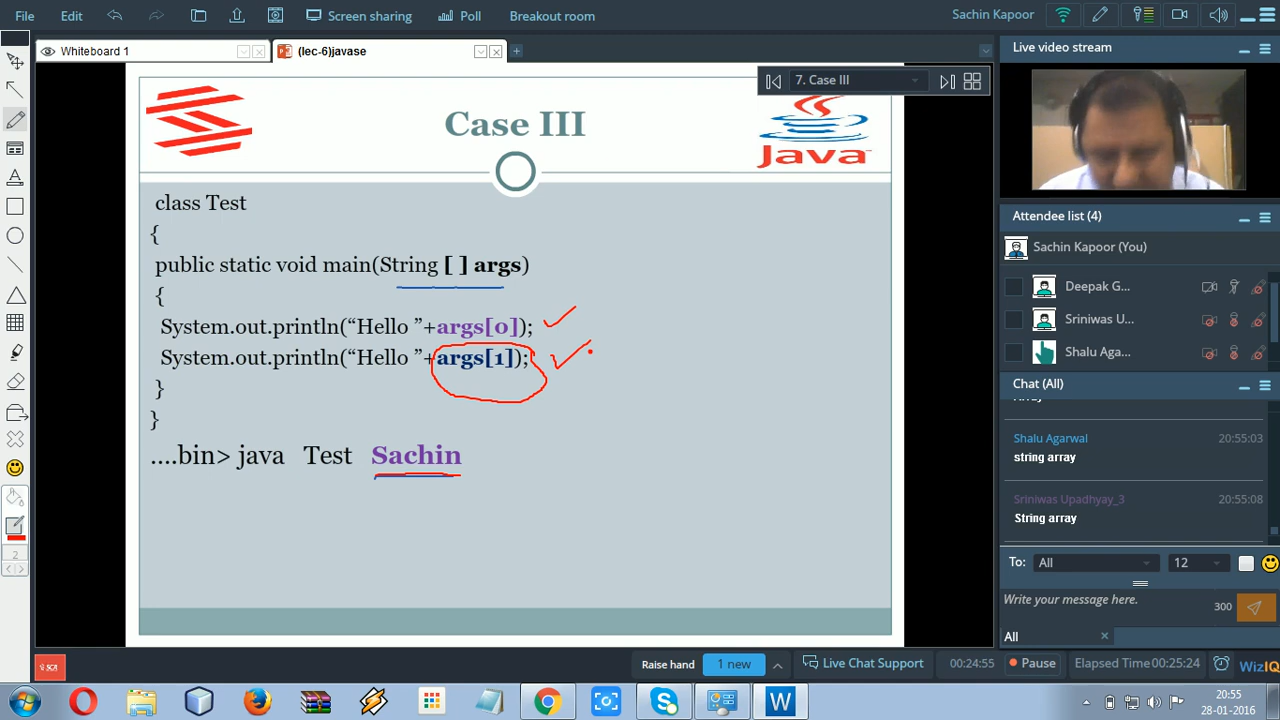 File Edit Screen sharing Poll Breakout room Sachin Kapoor
Whiteboard 1 (lec-6)javase
7. Case III
Case III
Java
class Test
{
public static void main(String [ ] args)
{
System.out.println(“Hello ”+args[0]);
System.out.println(“Hello ”+args[1]);
}
}
....bin> java Test Sachin
Live video stream
Attendee list (4)
Sachin Kapoor (You)
Deepak G...
Sriniwas U...
Shalu Aga...
Chat (All)
Array
Shalu Agarwal 20:55:03
string array
Sriniwas Upadhyay_3 20:55:08
String array
To: All 12
Write your message here.
300
All
2
Raise hand 1 new Live Chat Support 00:24:55 Pause Elapsed Time 00:25:24 WizIQ
SCA
W
20:55
28-01-2016